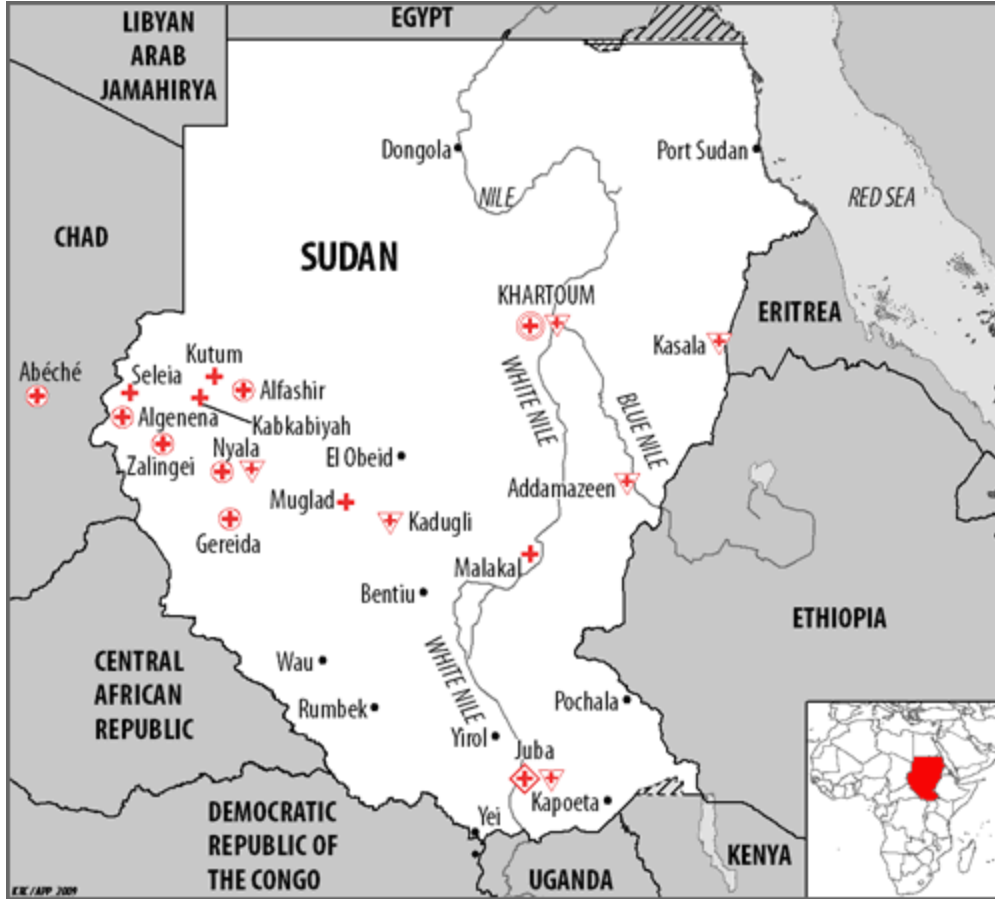 EGYPT
LIBYAN
ARAB
JAMAHIRYA
Dongola
Port Sudan
NILE
RED SEA
CHAD
SUDAN
KHARTOUM
ERITREA
Kasala
Kutum
Abéché
Seleia
Alfashir
WHITE NILE
BLUE NILE
Algenena
Kabkabiyah
Nyala
Zalingei
El Obeid
Addamazeen
Muglad
Kadugli
Gereida
Malakal
Bentiu
ETHIOPIA
CENTRAL
AFRICAN
REPUBLIC
Wau
WHITE NILE
Rumbek
Pochala
Yirol
Juba
Kapoeta
DEMOCRATIC
REPUBLIC OF
THE CONGO
Yei
KENYA
UGANDA